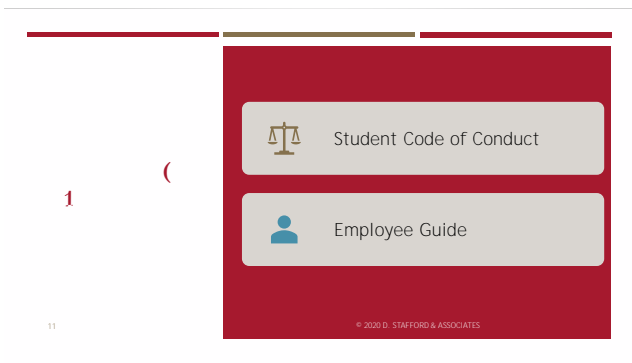 (
1
Student Code of Conduct
Employee Guide
11
© 2020 D. STAFFORD & ASSOCIATES